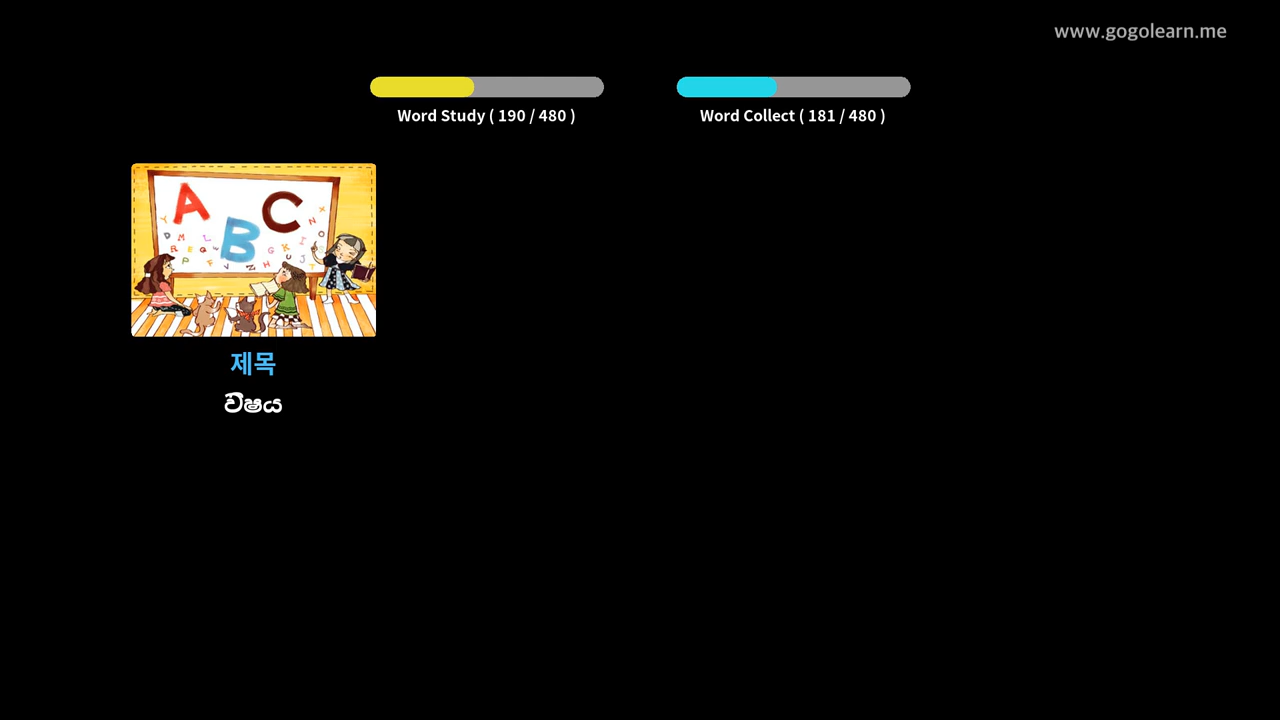 www.gogolearn.me
Word Study ( 190 / 480 )
Word Collect ( 181 / 480 )
A
B
C
제목
විෂය